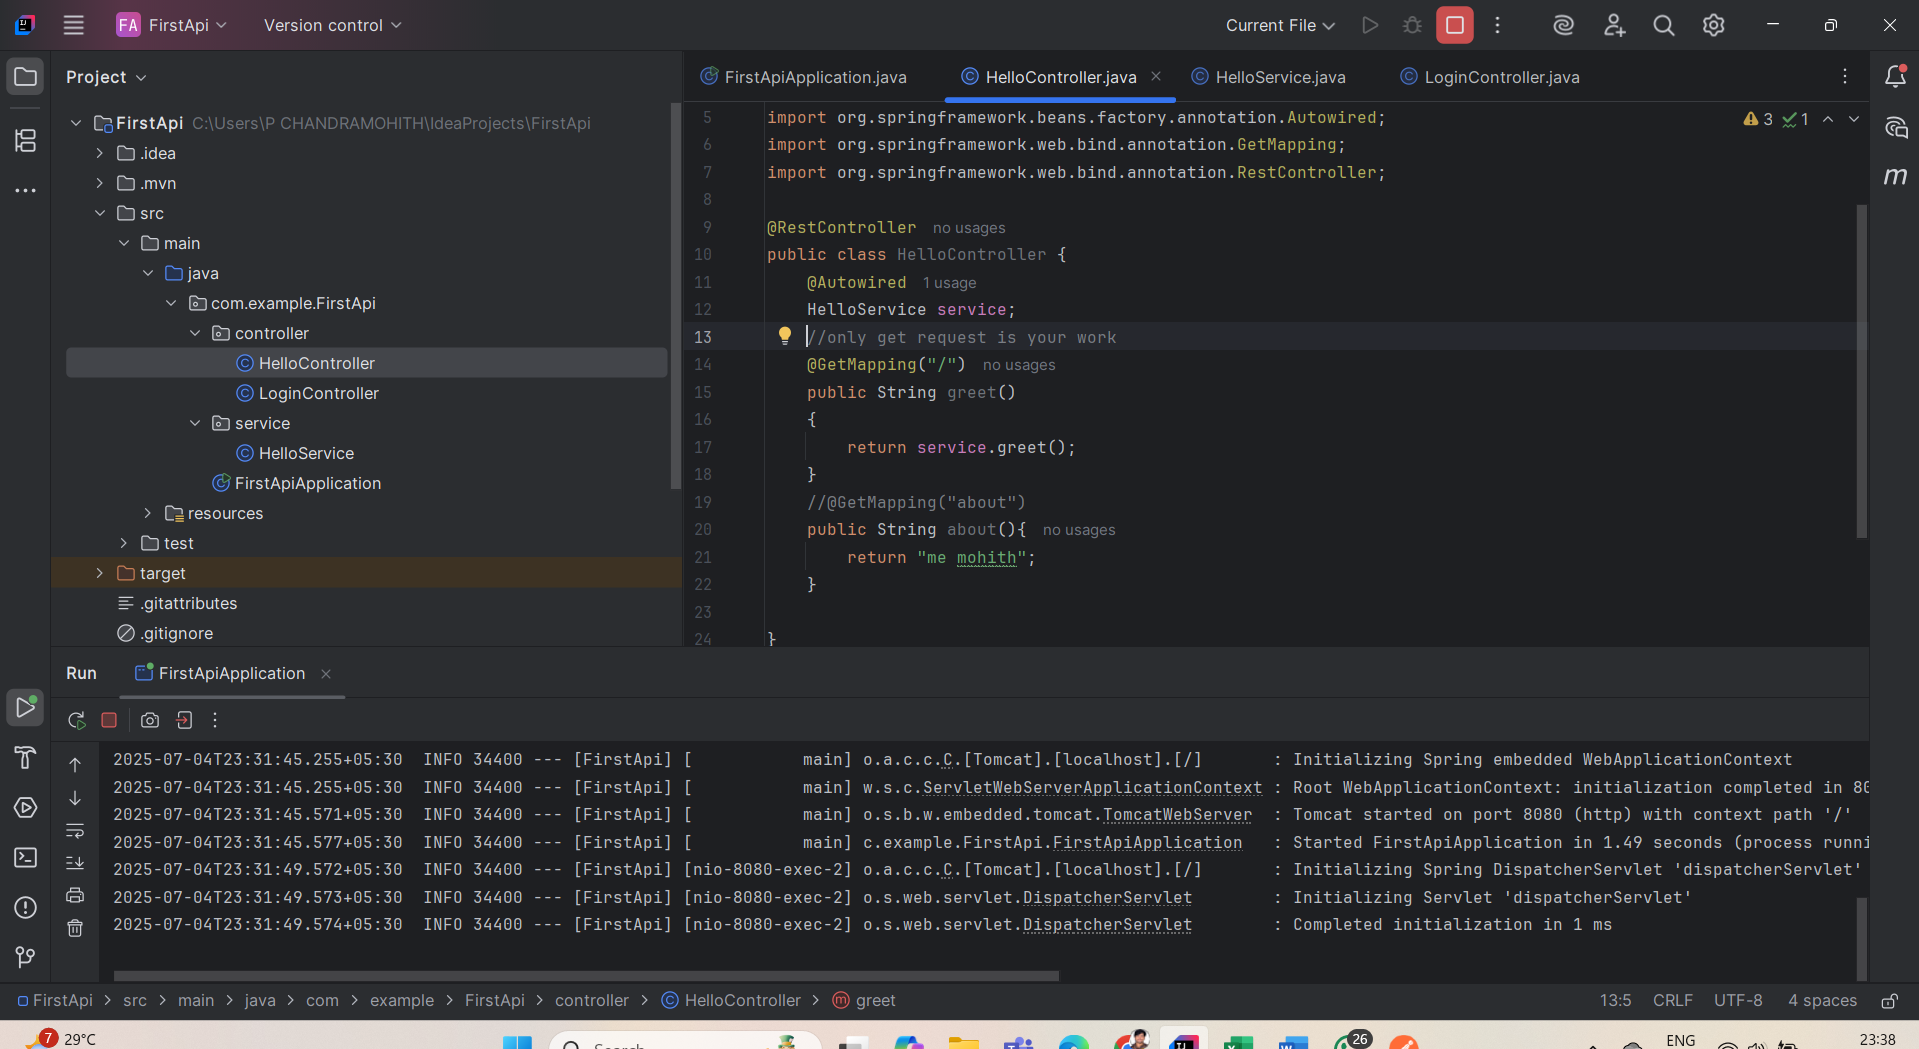 FA FirstApi Version control Current File
Project
FirstApi C:\Users\P CHANDRAMOHITH\IdeaProjects\FirstApi
.idea
.mvn
src
main
java
com.example.FirstApi
controller
HelloController
LoginController
service
HelloService
FirstApiApplication
resources
test
target
.gitattributes
.gitignore
FirstApiApplication.java HelloController.java HelloService.java LoginController.java
3 1
5 import org.springframework.beans.factory.annotation.Autowired;
6 import org.springframework.web.bind.annotation.GetMapping;
7 import org.springframework.web.bind.annotation.RestController;
8
9 @RestController no usages
10 public class HelloController {
11 @Autowired 1 usage
12 HelloService service;
13 //only get request is your work
14 @GetMapping("/") no usages
15 public String greet()
16 {
17 return service.greet();
18 }
19 //@GetMapping("about")
20 public String about(){ no usages
21 return "me mohith";
22 }
23
24 }
m
Run FirstApiApplication
2025-07-04T23:31:45.255+05:30 INFO 34400 --- [FirstApi] [ main] o.a.c.c.C.[Tomcat].[localhost].[/] : Initializing Spring embedded WebApplicationContext
2025-07-04T23:31:45.255+05:30 INFO 34400 --- [FirstApi] [ main] w.s.c.ServletWebServerApplicationContext : Root WebApplicationContext: initialization completed in 80
2025-07-04T23:31:45.571+05:30 INFO 34400 --- [FirstApi] [ main] o.s.b.w.embedded.tomcat.TomcatWebServer : Tomcat started on port 8080 (http) with context path '/'
2025-07-04T23:31:45.577+05:30 INFO 34400 --- [FirstApi] [ main] c.example.FirstApi.FirstApiApplication : Started FirstApiApplication in 1.49 seconds (process runni
2025-07-04T23:31:49.572+05:30 INFO 34400 --- [FirstApi] [nio-8080-exec-2] o.a.c.c.C.[Tomcat].[localhost].[/] : Initializing Spring DispatcherServlet 'dispatcherServlet'
2025-07-04T23:31:49.573+05:30 INFO 34400 --- [FirstApi] [nio-8080-exec-2] o.s.web.servlet.DispatcherServlet : Initializing Servlet 'dispatcherServlet'
2025-07-04T23:31:49.574+05:30 INFO 34400 --- [FirstApi] [nio-8080-exec-2] o.s.web.servlet.DispatcherServlet : Completed initialization in 1 ms
FirstApi > src > main > java > com > example > FirstApi > controller > HelloController > m greet 13:5 CRLF UTF-8 4 spaces
7 29°C Search 26 ENG 23:38